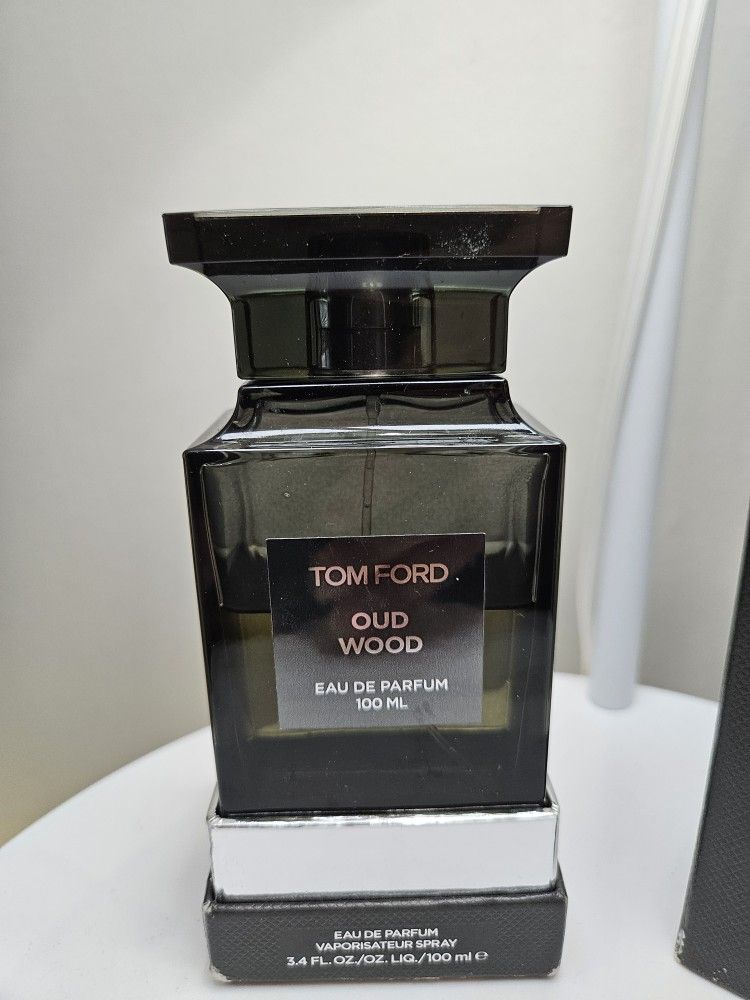 TOM FORD
OUD
WOOD
EAU DE PARFUM
100 ML
EAU DE PARFUM
VAPORISATEUR SPRAY
3.4 FL. OZ./OZ. LIQ./100 ml ℮